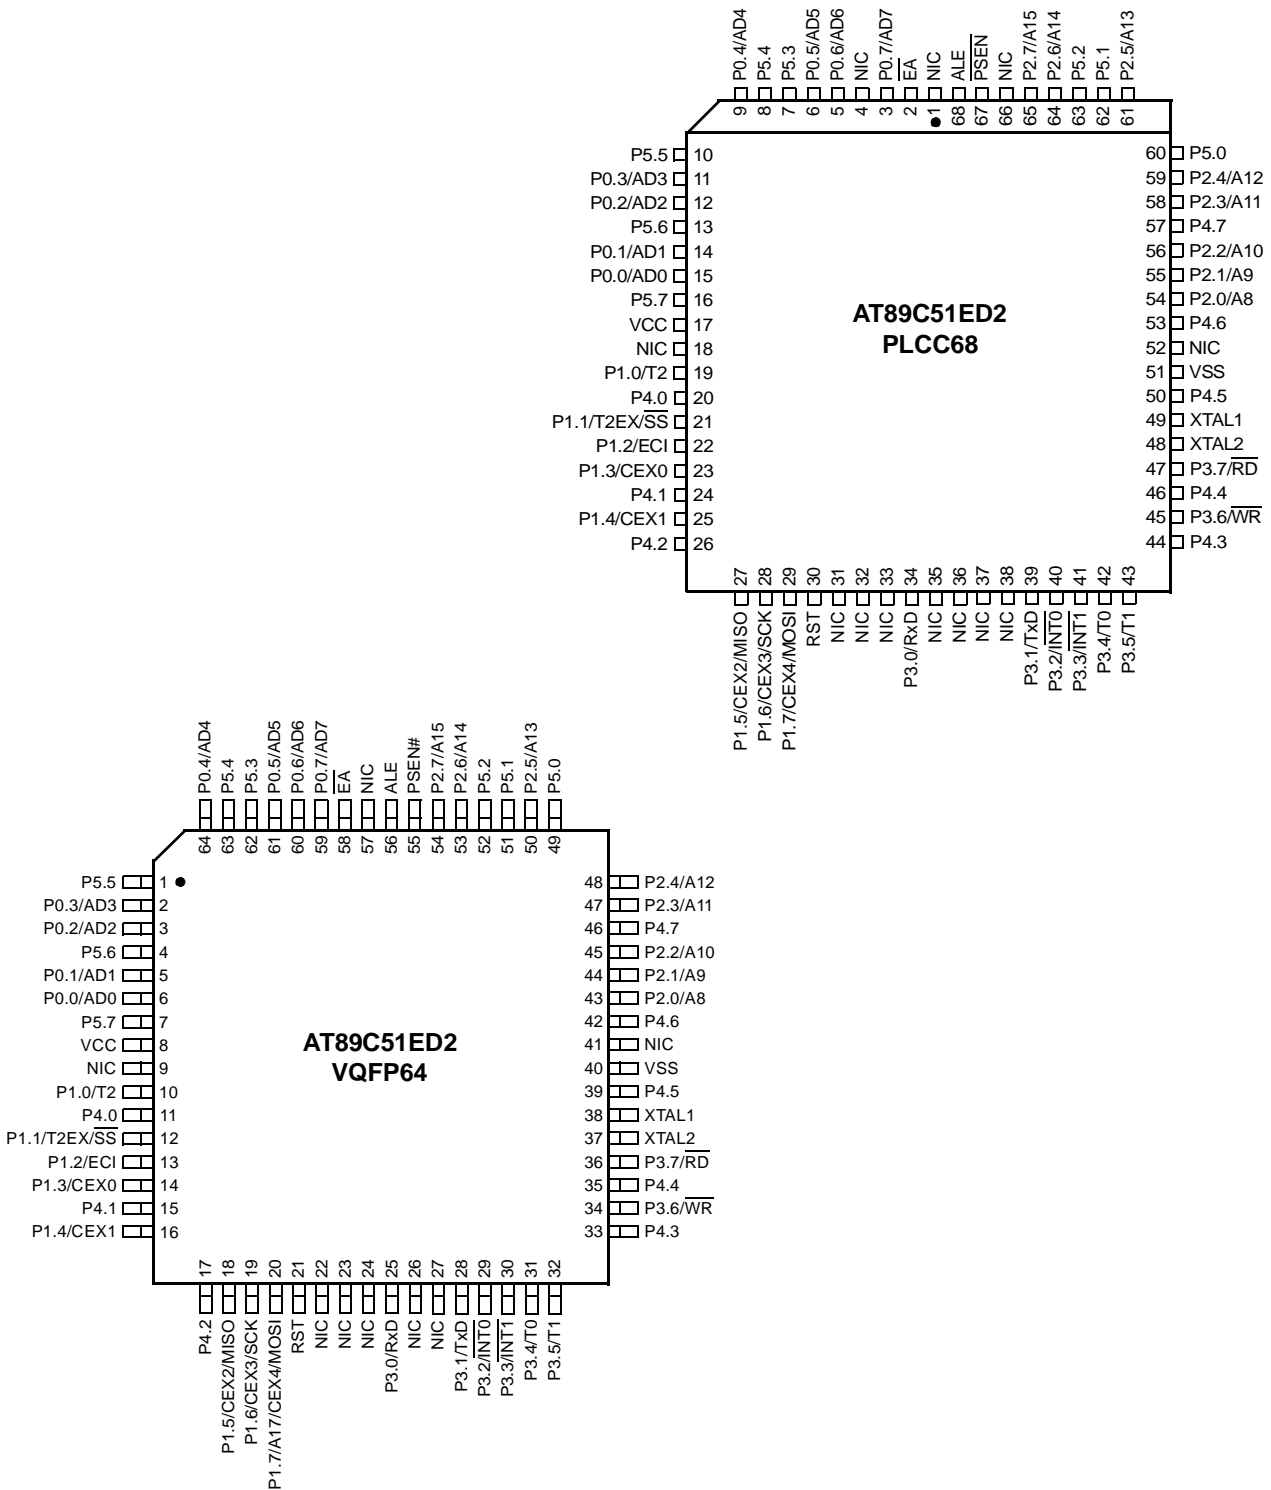 P0.4/AD4
P5.4
P5.3
P0.5/AD5
P0.6/AD6
NIC
P0.7/AD7
EA
NIC
ALE
PSEN
NIC
P2.7/A15
P2.6/A14
P5.2
P5.1
P2.5/A13
9 8 7 6 5 4 3 2 1 68 67 66 65 64 63 62 61
P5.5 10
P0.3/AD3 11
P0.2/AD2 12
P5.6 13
P0.1/AD1 14
P0.0/AD0 15
P5.7 16
VCC 17
NIC 18
P1.0/T2 19
P4.0 20
P1.1/T2EX/SS 21
P1.2/ECI 22
P1.3/CEX0 23
P4.1 24
P1.4/CEX1 25
P4.2 26
AT89C51ED2
PLCC68
60 P5.0
59 P2.4/A12
58 P2.3/A11
57 P4.7
56 P2.2/A10
55 P2.1/A9
54 P2.0/A8
53 P4.6
52 NIC
51 VSS
50 P4.5
49 XTAL1
48 XTAL2
47 P3.7/RD
46 P4.4
45 P3.6/WR
44 P4.3
27 28 29 30 31 32 33 34 35 36 37 38 39 40 41 42 43
P1.5/CEX2/MISO
P1.6/CEX3/SCK
P1.7/CEX4/MOSI
RST
NIC
NIC
NIC
P3.0/RxD
NIC
NIC
NIC
NIC
P3.1/TxD
P3.2/INT0
P3.3/INT1
P3.4/T0
P3.5/T1
P0.4/AD4
P5.4
P5.3
P0.5/AD5
P0.6/AD6
P0.7/AD7
EA
NIC
ALE
PSEN#
P2.7/A15
P2.6/A14
P5.2
P5.1
P2.5/A13
P5.0
64 63 62 61 60 59 58 57 56 55 54 53 52 51 50 49
P5.5 1
P0.3/AD3 2
P0.2/AD2 3
P5.6 4
P0.1/AD1 5
P0.0/AD0 6
P5.7 7
VCC 8
NIC 9
P1.0/T2 10
P4.0 11
P1.1/T2EX/SS 12
P1.2/ECI 13
P1.3/CEX0 14
P4.1 15
P1.4/CEX1 16
AT89C51ED2
VQFP64
48 P2.4/A12
47 P2.3/A11
46 P4.7
45 P2.2/A10
44 P2.1/A9
43 P2.0/A8
42 P4.6
41 NIC
40 VSS
39 P4.5
38 XTAL1
37 XTAL2
36 P3.7/RD
35 P4.4
34 P3.6/WR
33 P4.3
17 18 19 20 21 22 23 24 25 26 27 28 29 30 31 32
P4.2
P1.5/CEX2/MISO
P1.6/CEX3/SCK
P1.7/A17/CEX4/MOSI
RST
NIC
NIC
NIC
P3.0/RxD
NIC
NIC
P3.1/TxD
P3.2/INT0
P3.3/INT1
P3.4/T0
P3.5/T1